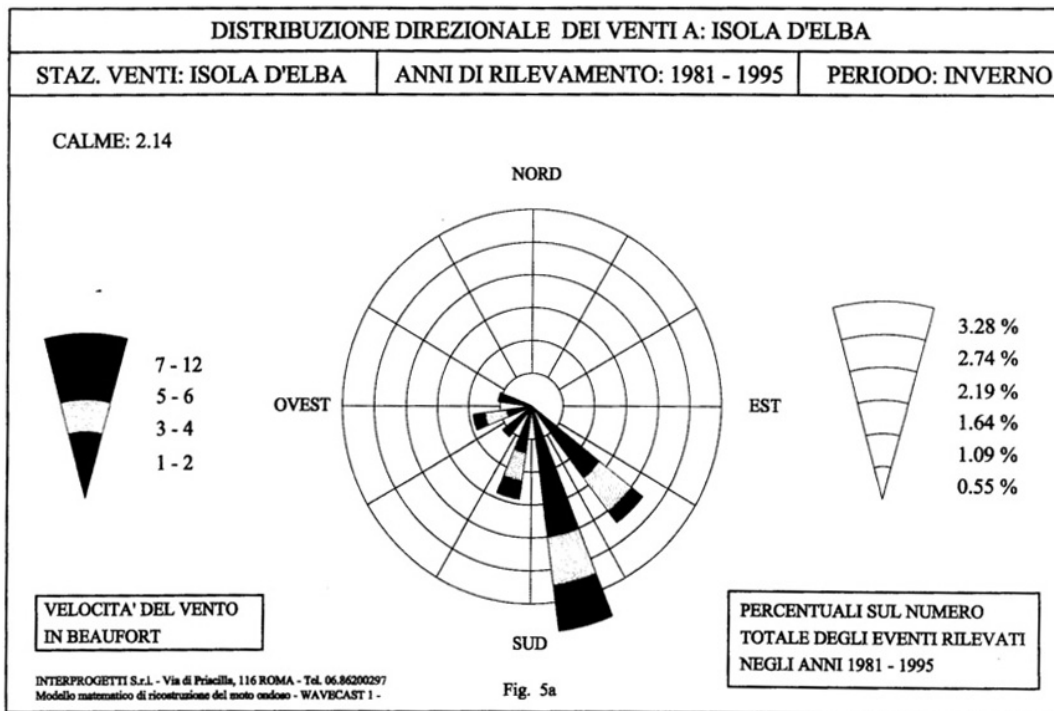 DISTRIBUZIONE DIREZIONALE DEI VENTI A: ISOLA D'ELBA
STAZ. VENTI: ISOLA D'ELBA
ANNI DI RILEVAMENTO: 1981 - 1995
PERIODO: INVERNO
CALME: 2.14
NORD
7 - 12
5 - 6
3 - 4
1 - 2
OVEST
EST
3.28 %
2.74 %
2.19 %
1.64 %
1.09 %
0.55 %
SUD
VELOCITA' DEL VENTO
IN BEAUFORT
PERCENTUALI SUL NUMERO
TOTALE DEGLI EVENTI RILEVATI
NEGLI ANNI 1981 - 1995
INTERPROGETTI S.r.l. - Via di Priscilla, 116 ROMA - Tel. 06.86200297
Modello matematico di ricostruzione del moto ondoso - WAVECAST 1 -
Fig. 5a